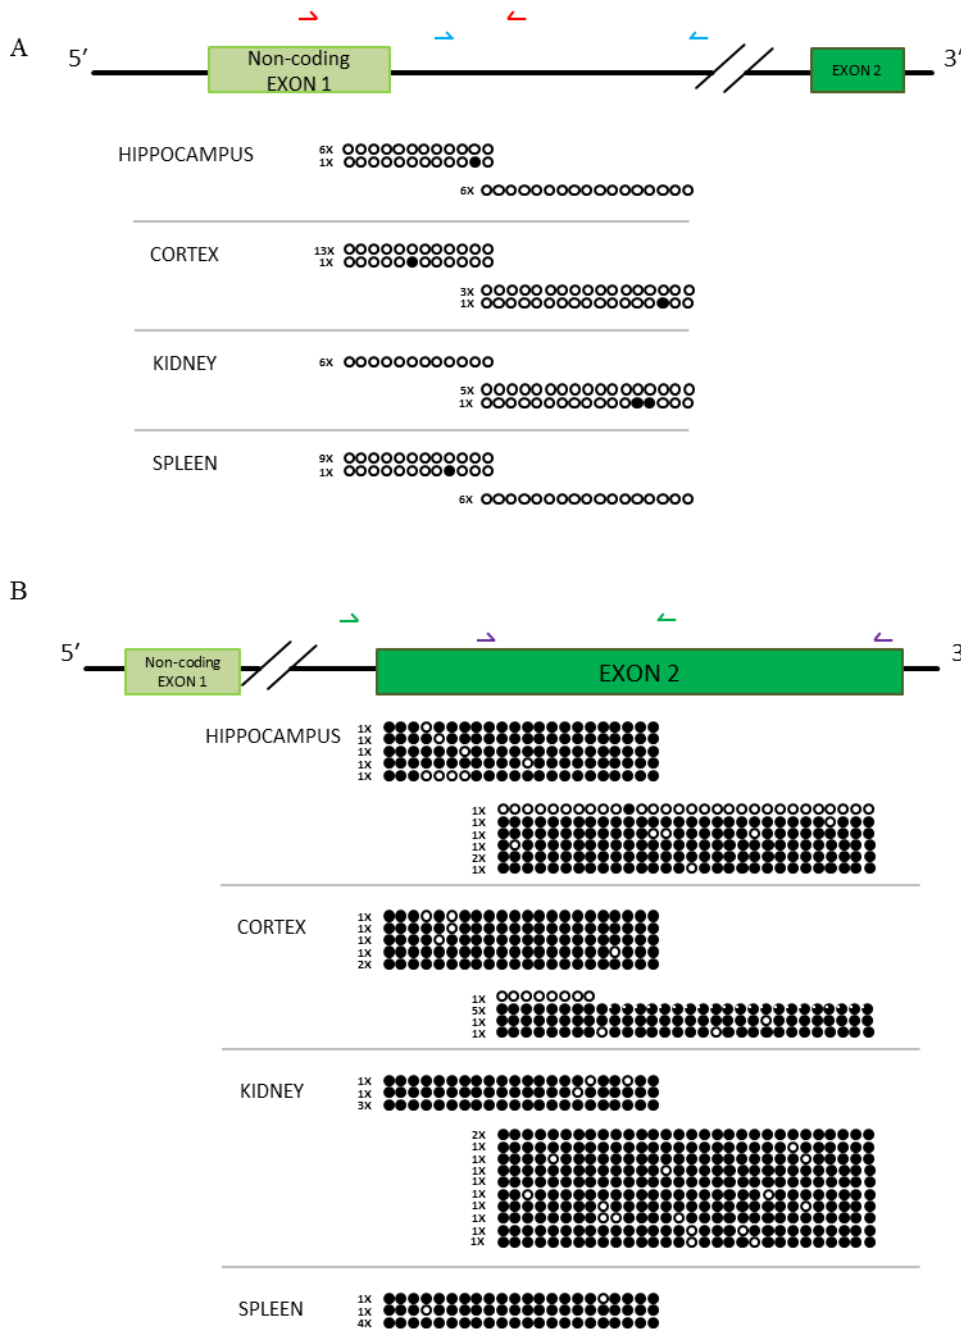 A
5′
Non-coding
EXON 1
EXON 2
3′
HIPPOCAMPUS
6X
1X
6X
CORTEX
13X
1X
3X
1X
KIDNEY
6X
5X
1X
SPLEEN
9X
1X
6X
B
5′
Non-coding
EXON 1
EXON 2
3
HIPPOCAMPUS
1X
1X
1X
1X
1X
1X
1X
1X
1X
2X
1X
CORTEX
1X
1X
1X
1X
2X
1X
5X
1X
1X
KIDNEY
1X
1X
3X
2X
1X
1X
1X
1X
1X
1X
1X
1X
1X
SPLEEN
1X
1X
4X